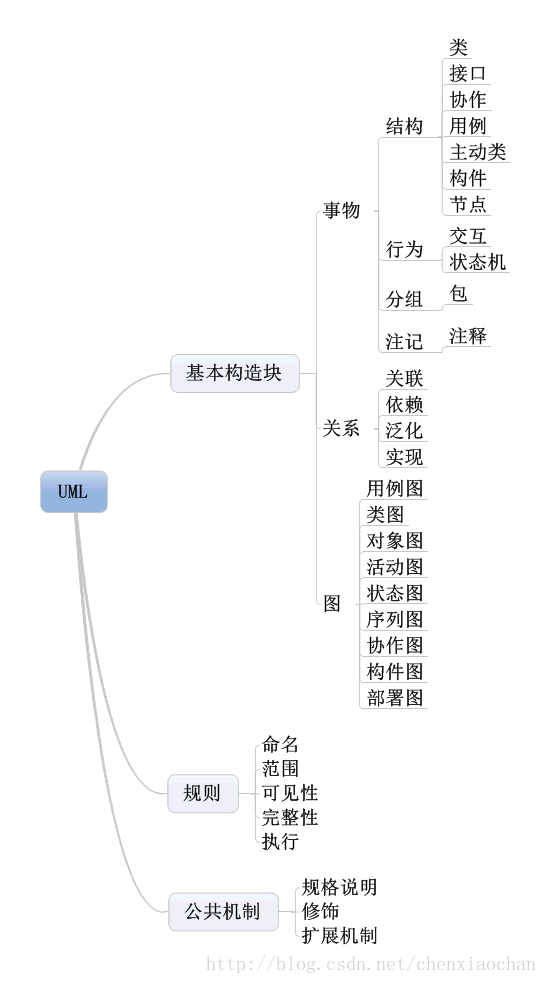 UML
基本构造块
事物
结构
类
接口
协作
用例
主动类
构件
节点
行为
交互
状态机
分组
包
注记
注释
关系
关联
依赖
泛化
实现
图
用例图
类图
对象图
活动图
状态图
序列图
协作图
构件图
部署图
规则
命名
范围
可见性
完整性
执行
公共机制
规格说明
修饰
扩展机制
http://blog.csdn.net/chenxiaochan